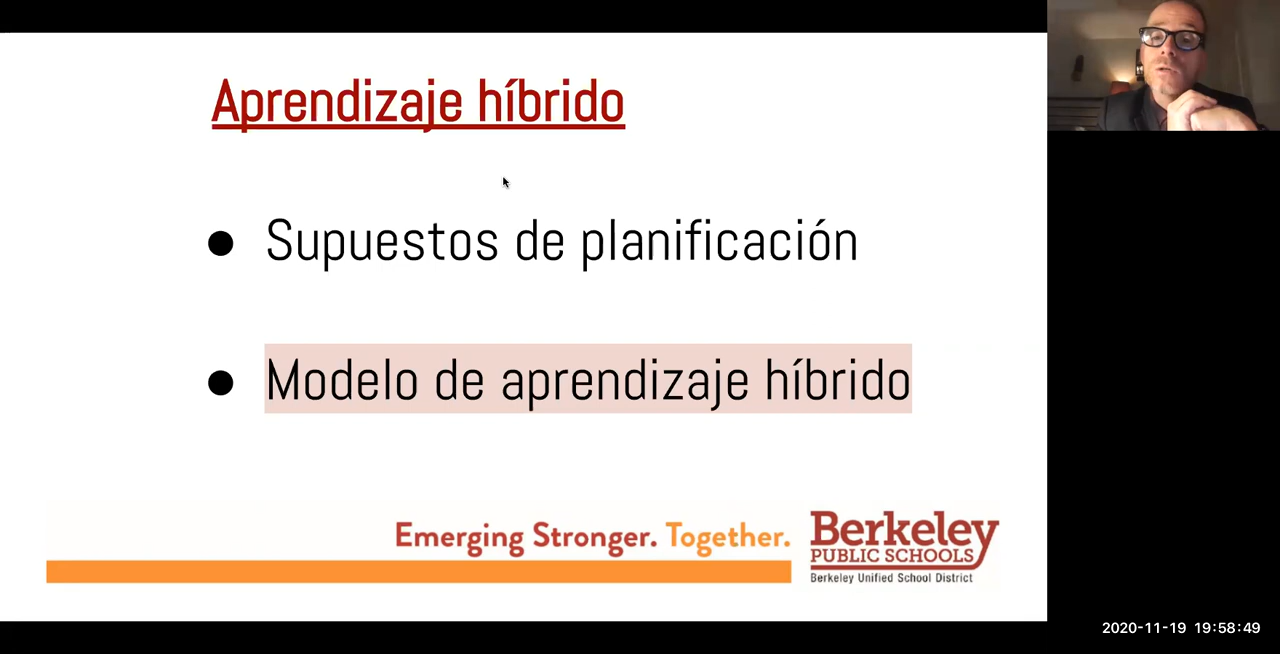 Aprendizaje híbrido
● Supuestos de planificación
● Modelo de aprendizaje híbrido
Emerging Stronger. Together.
Berkeley
PUBLIC SCHOOLS
Berkeley Unified School District
2020-11-19 19:58:49